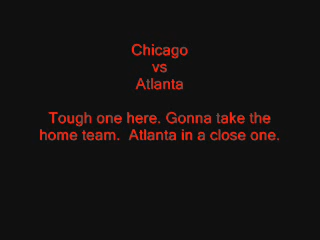 Chicago
vs
Atlanta
Tough one here. Gonna take the
home team.  Atlanta in a close one.